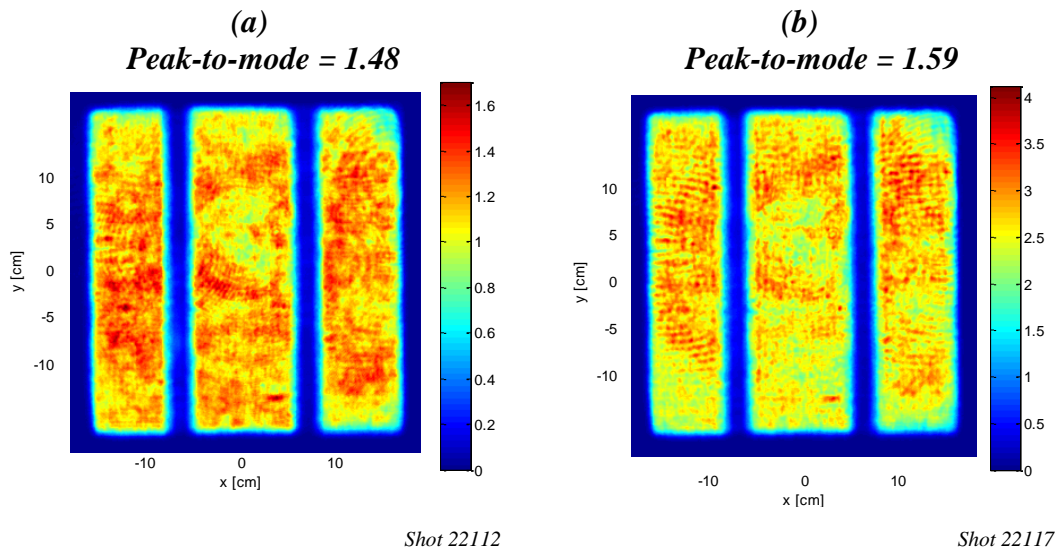 (a)
Peak-to-mode = 1.48
1.6
1.4
1.2
1
0.8
0.6
0.4
0.2
0
10
5
0
-5
-10
y [cm]
-10 0 10
x [cm]
Shot 22112
(b)
Peak-to-mode = 1.59
4
3.5
3
2.5
2
1.5
1
0.5
0
10
5
0
-5
-10
y [cm]
-10 0 10
x [cm]
Shot 22117